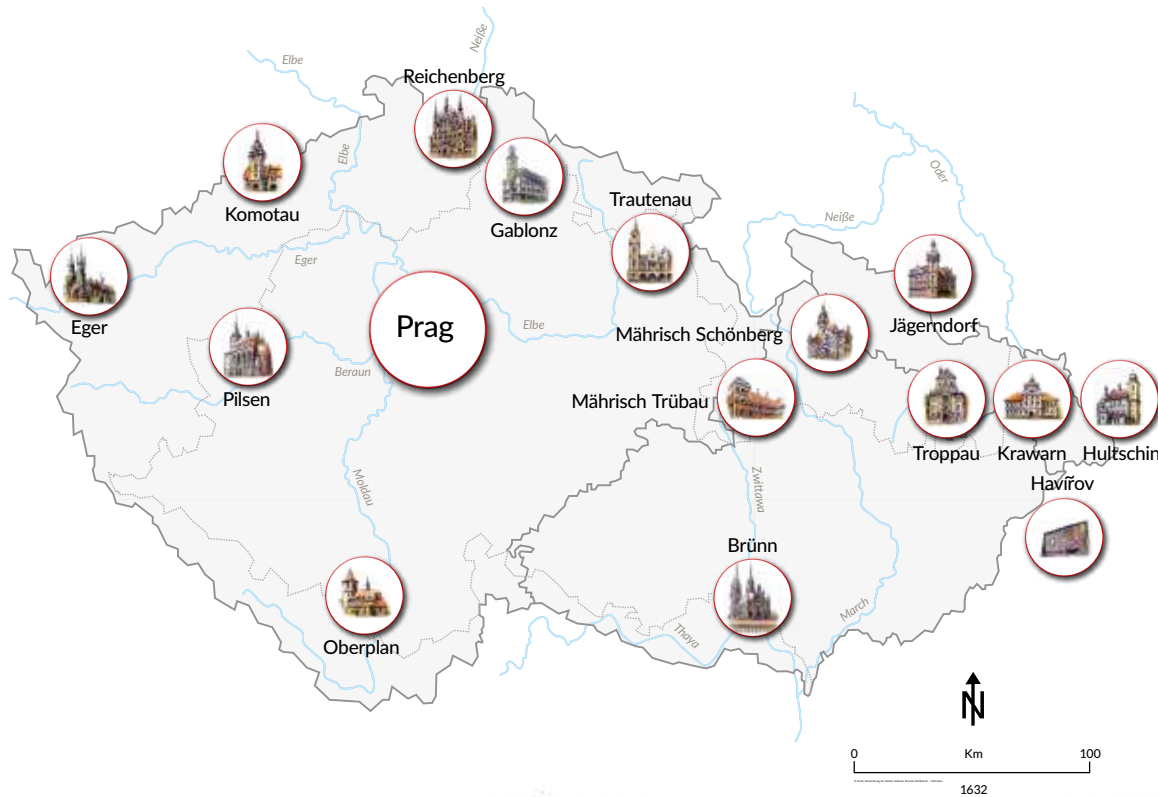 Elbe
Neiße
Reichenberg
Elbe
Oder
Komotau
Gablonz
Trautenau
Neiße
Eger
Eger
Prag
Elbe
Jägerndorf
Mährisch Schönberg
Beraun
Pilsen
Mährisch Trübau
Troppau
Krawarn
Hultschin
Moldau
Zwittawa
Havířov
Brünn
March
Thaya
Oberplan
N
0 Km 100
1632